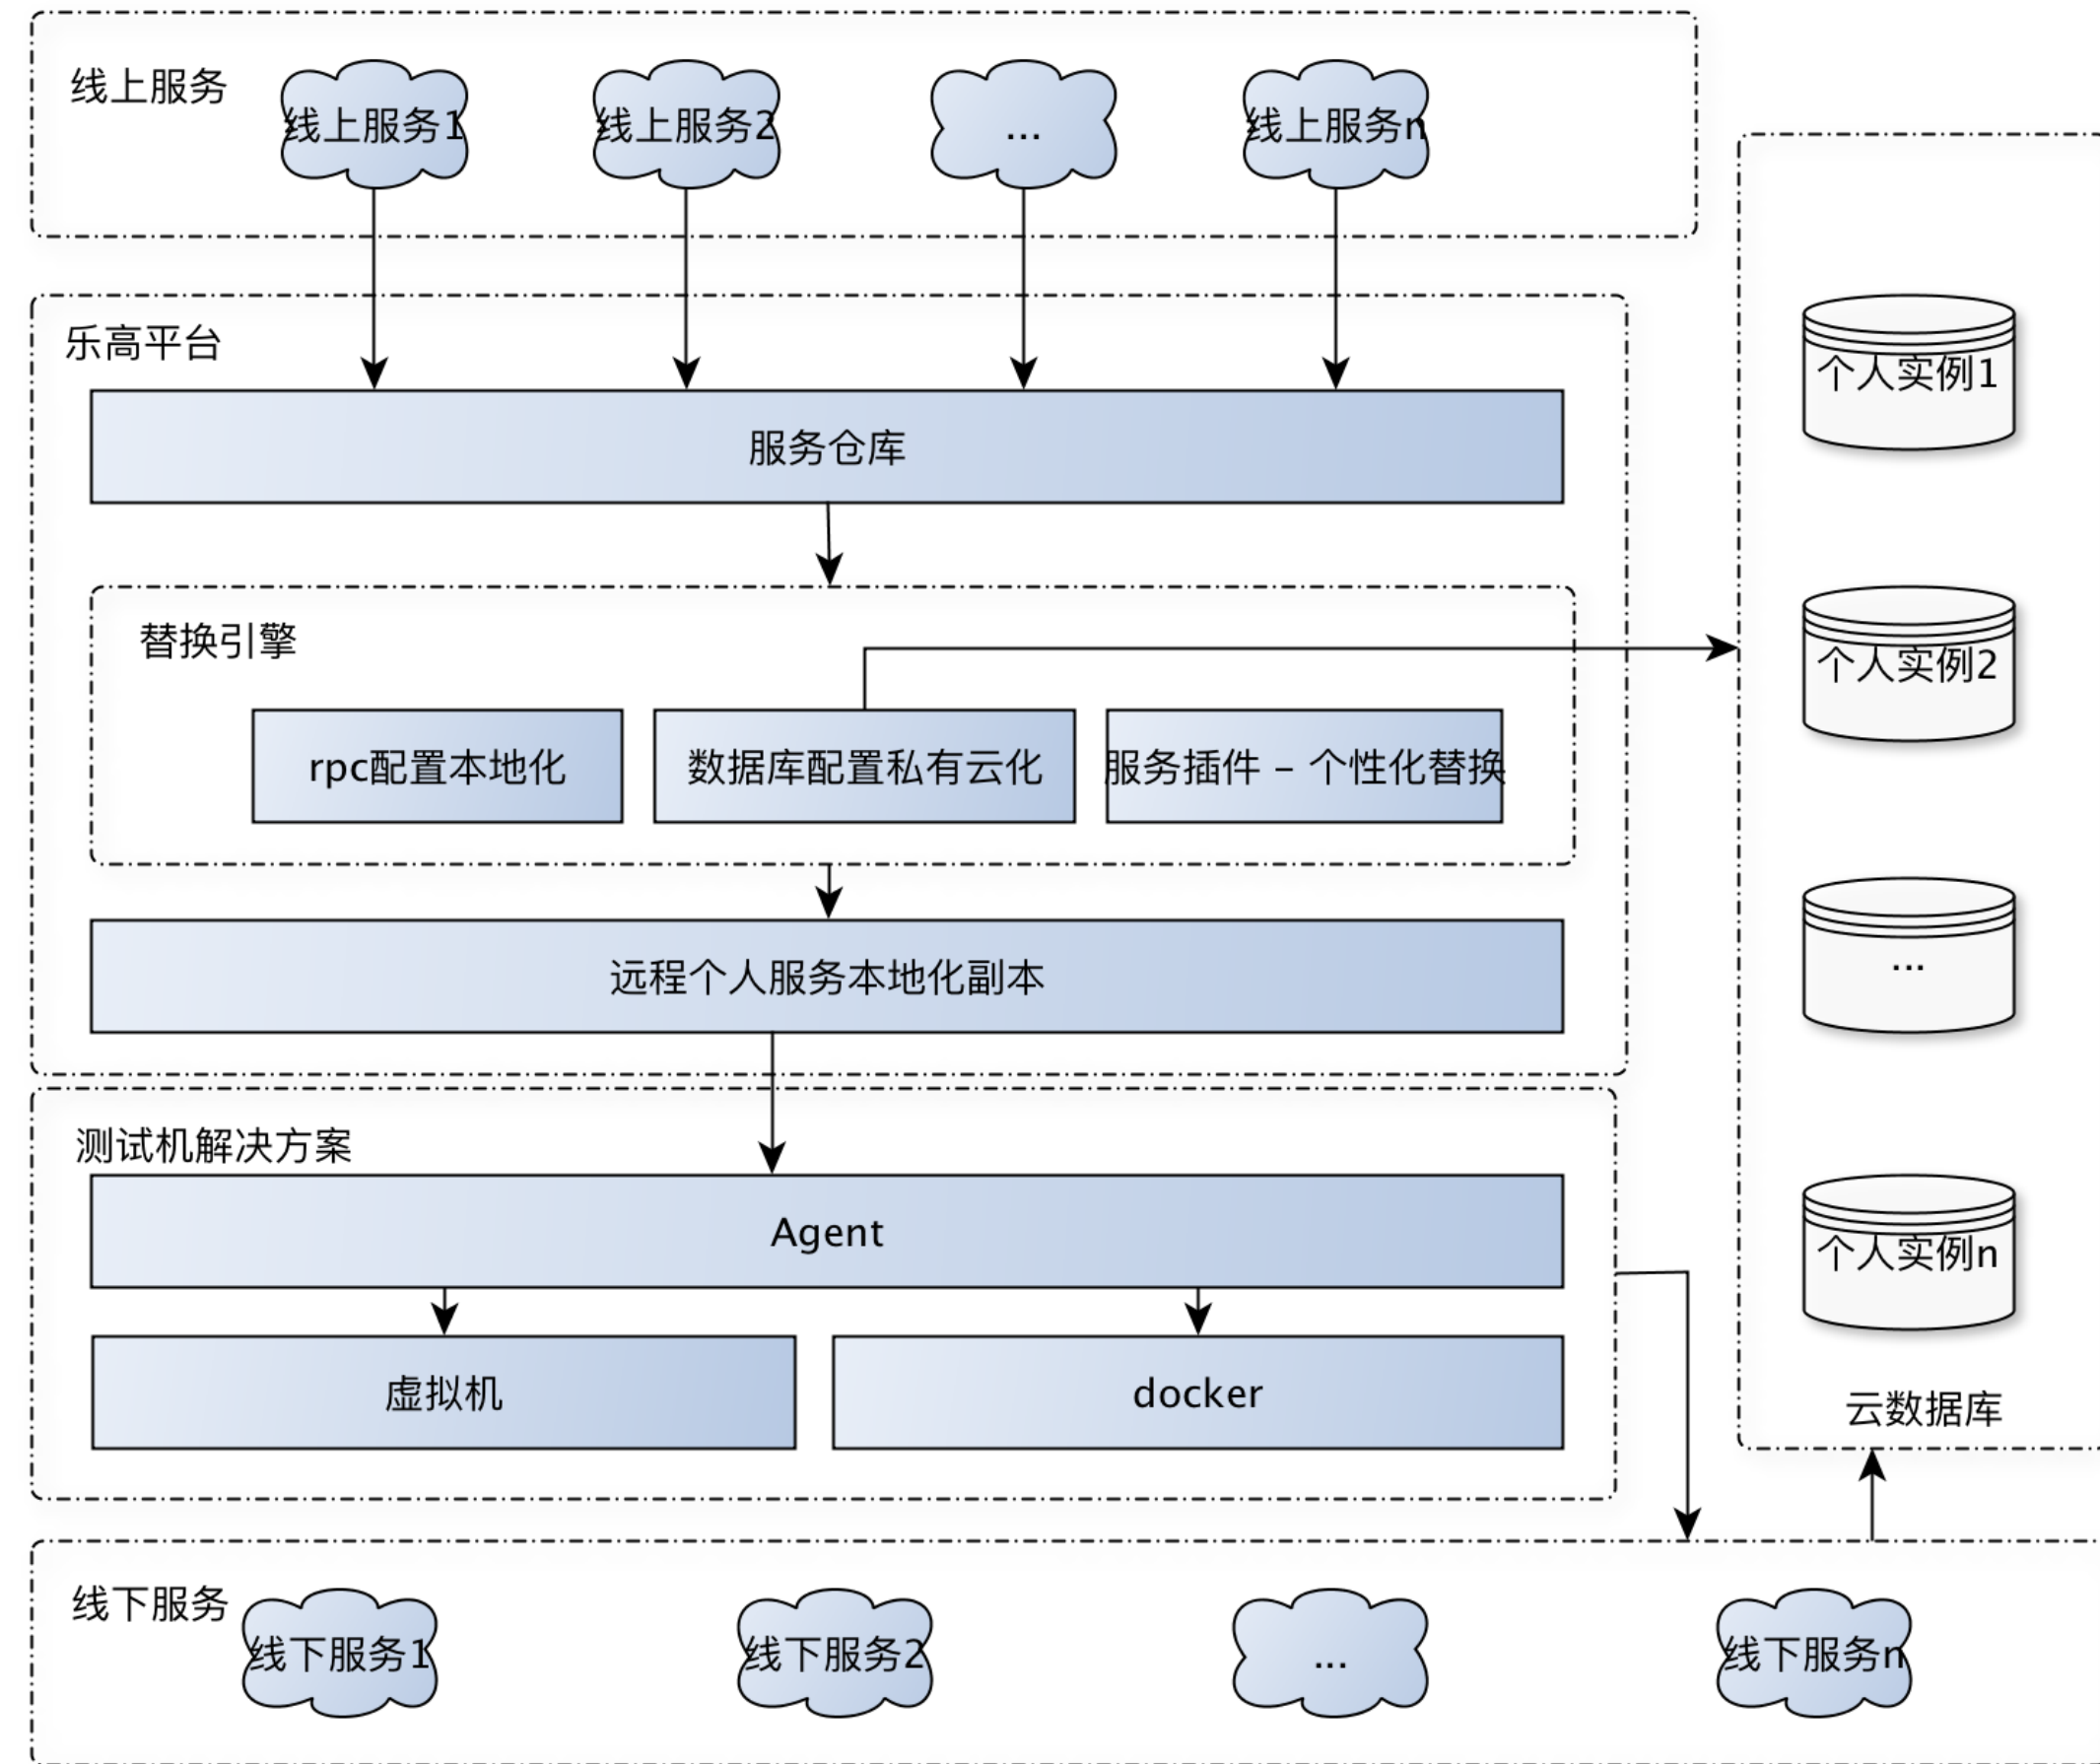 线上服务
线上服务1
线上服务2
...
线上服务n
乐高平台
服务仓库
替换引擎
rpc配置本地化
数据库配置私有云化
服务插件 – 个性化替换
远程个人服务本地化副本
测试机解决方案
Agent
虚拟机
docker
个人实例1
个人实例2
...
个人实例n
云数据库
线下服务
线下服务1
线下服务2
...
线下服务n